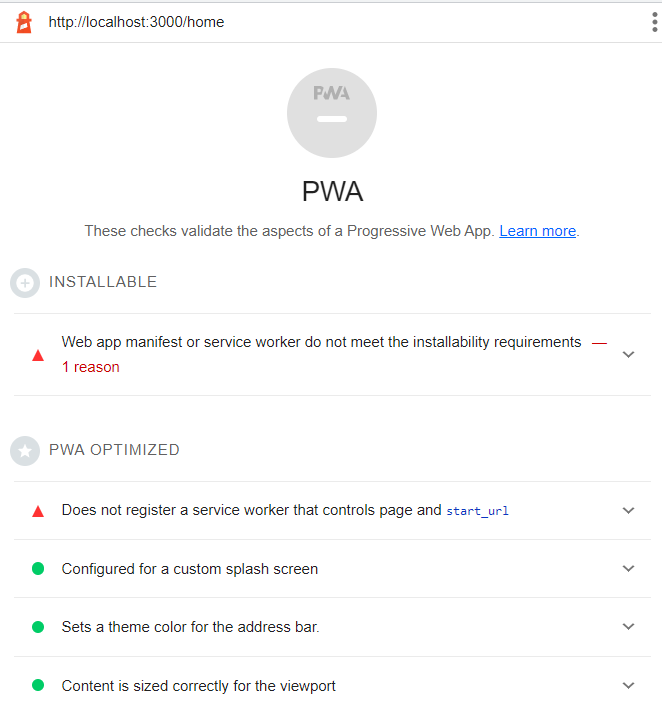 http://localhost:3000/home
PWA
PWA
These checks validate the aspects of a Progressive Web App. Learn more.
INSTALLABLE
Web app manifest or service worker do not meet the installability requirements —
1 reason
PWA OPTIMIZED
Does not register a service worker that controls page and start_url
Configured for a custom splash screen
Sets a theme color for the address bar.
Content is sized correctly for the viewport